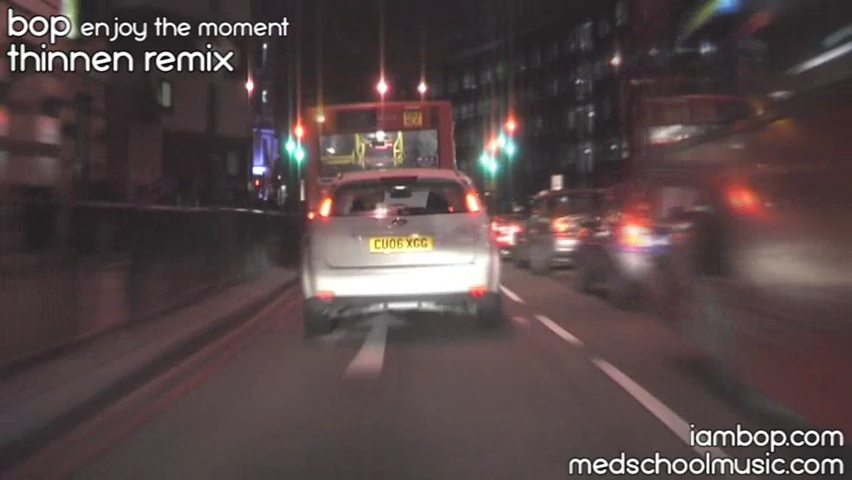 bop enjoy the moment
thinnen remix
CU06 XGG
iambop.com
medschoolmusic.com